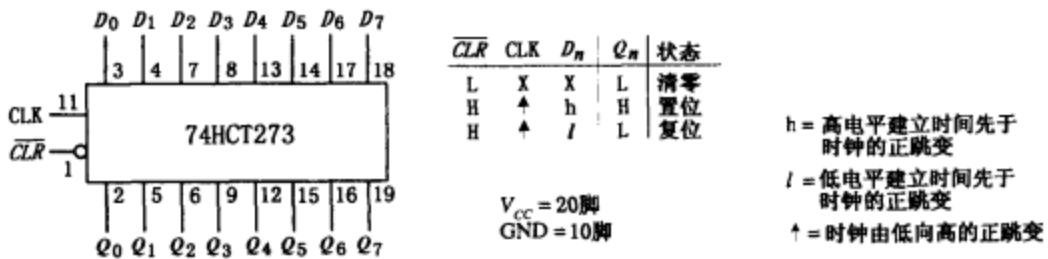 D₀ D₁ D₂ D₃ D₄ D₅ D₆ D₇
3 4 7 8 13 14 17 18
CLK 11
74HCT273
C̅L̅R̅ 1
2 5 6 9 12 15 16 19
Q₀ Q₁ Q₂ Q₃ Q₄ Q₅ Q₆ Q₇
C̅L̅R̅ CLK Dₙ Qₙ 状态
L X X L 清零
H ↑ h H 置位
H ↑ l L 复位
V_CC = 20脚
GND = 10脚
h = 高电平建立时间先于
时钟的正跳变
l = 低电平建立时间先于
时钟的正跳变
↑ = 时钟由低向高的正跳变